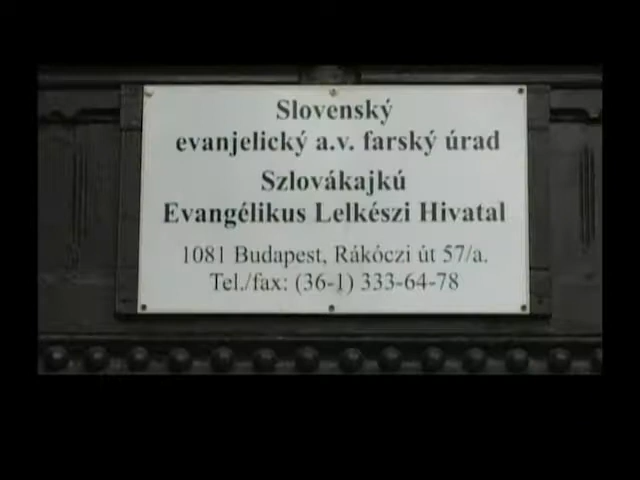 Slovenský
evanjelický a.v. farský úrad
Szlovákajkú
Evangélikus Lelkészi Hivatal
1081 Budapest, Rákóczi út 57/a.
Tel./fax: (36-1) 333-64-78